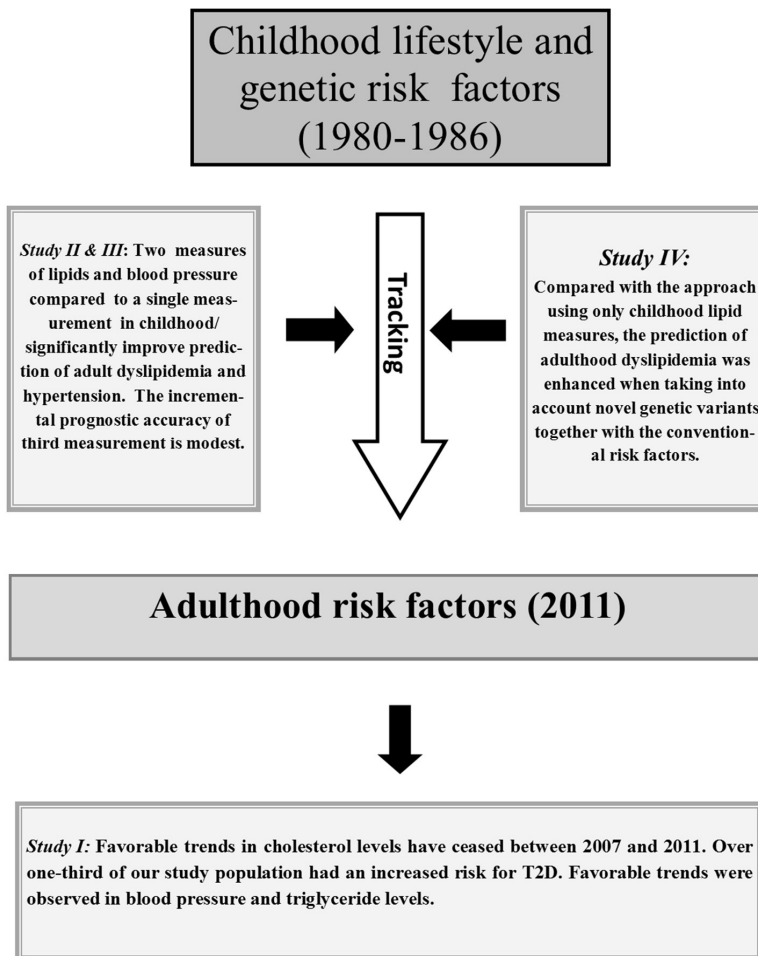 Childhood lifestyle and
genetic risk factors
(1980-1986)
Study II & III: Two measures
of lipids and blood pressure
compared to a single meas-
urement in childhood/
significantly improve predic-
tion of adult dyslipidemia and
hypertension. The incremen-
tal prognostic accuracy of
third measurement is modest.
Tracking
Study IV:
Compared with the approach
using only childhood lipid
measures, the prediction of
adulthood dyslipidemia was
enhanced when taking into
account novel genetic variants
together with the convention-
al risk factors.
Adulthood risk factors (2011)
Study I: Favorable trends in cholesterol levels have ceased between 2007 and 2011. Over
one-third of our study population had an increased risk for T2D. Favorable trends were
observed in blood pressure and triglyceride levels.